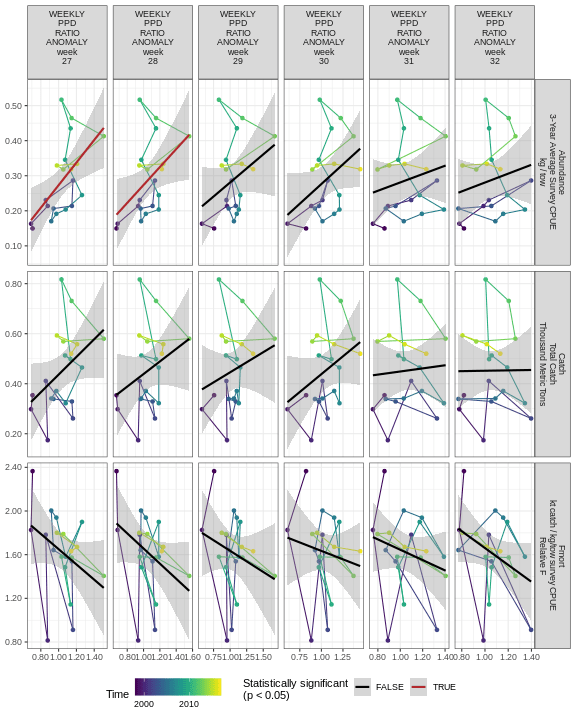 WEEKLY WEEKLY WEEKLY WEEKLY WEEKLY WEEKLY
PPD PPD PPD PPD PPD PPD
RATIO RATIO RATIO RATIO RATIO RATIO
ANOMALY ANOMALY ANOMALY ANOMALY ANOMALY ANOMALY
week week week week week week
27 28 29 30 31 32
0.50
0.40
0.30
0.20
0.10
Abundance
3-Year Average Survey CPUE
kg / tow
0.80
0.60
0.40
0.20
Catch
Total Catch
Thousand Metric Tons
2.40
2.00
1.60
1.20
0.80
Fmort
kt catch / kg/tow survey CPUE
Relative F
0.80 1.00 1.20 1.40 0.80 1.00 1.20 1.40 1.60 0.75 1.00 1.25 1.50 0.75 1.00 1.25 0.80 1.00 1.20 1.40 0.80 1.00 1.20 1.40
Time 2000 2010
Statistically significant
(p < 0.05)
FALSE TRUE